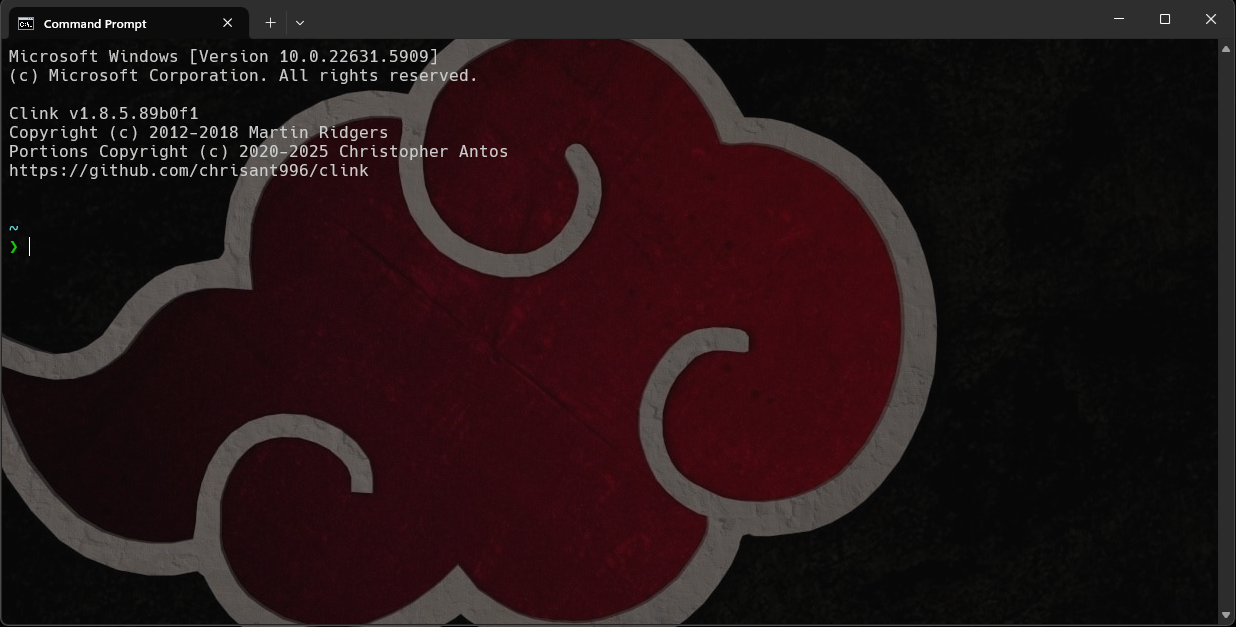 Command Prompt
Microsoft Windows [Version 10.0.22631.5909]
(c) Microsoft Corporation. All rights reserved.
Clink v1.8.5.89b0f1
Copyright (c) 2012-2018 Martin Ridgers
Portions Copyright (c) 2020-2025 Christopher Antos
https://github.com/chrisant996/clink
~
❯